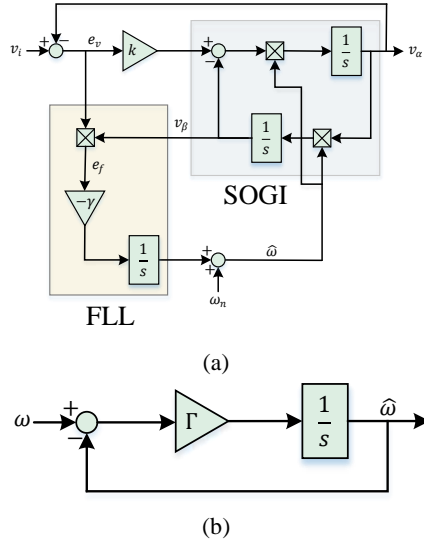 v_i + − e_v k + − 1/s v_α
v_β 1/s
e_f
SOGI
−γ
1/s + + ω̂
ω_n
FLL
(a)
ω + − Γ 1/s ω̂
(b)